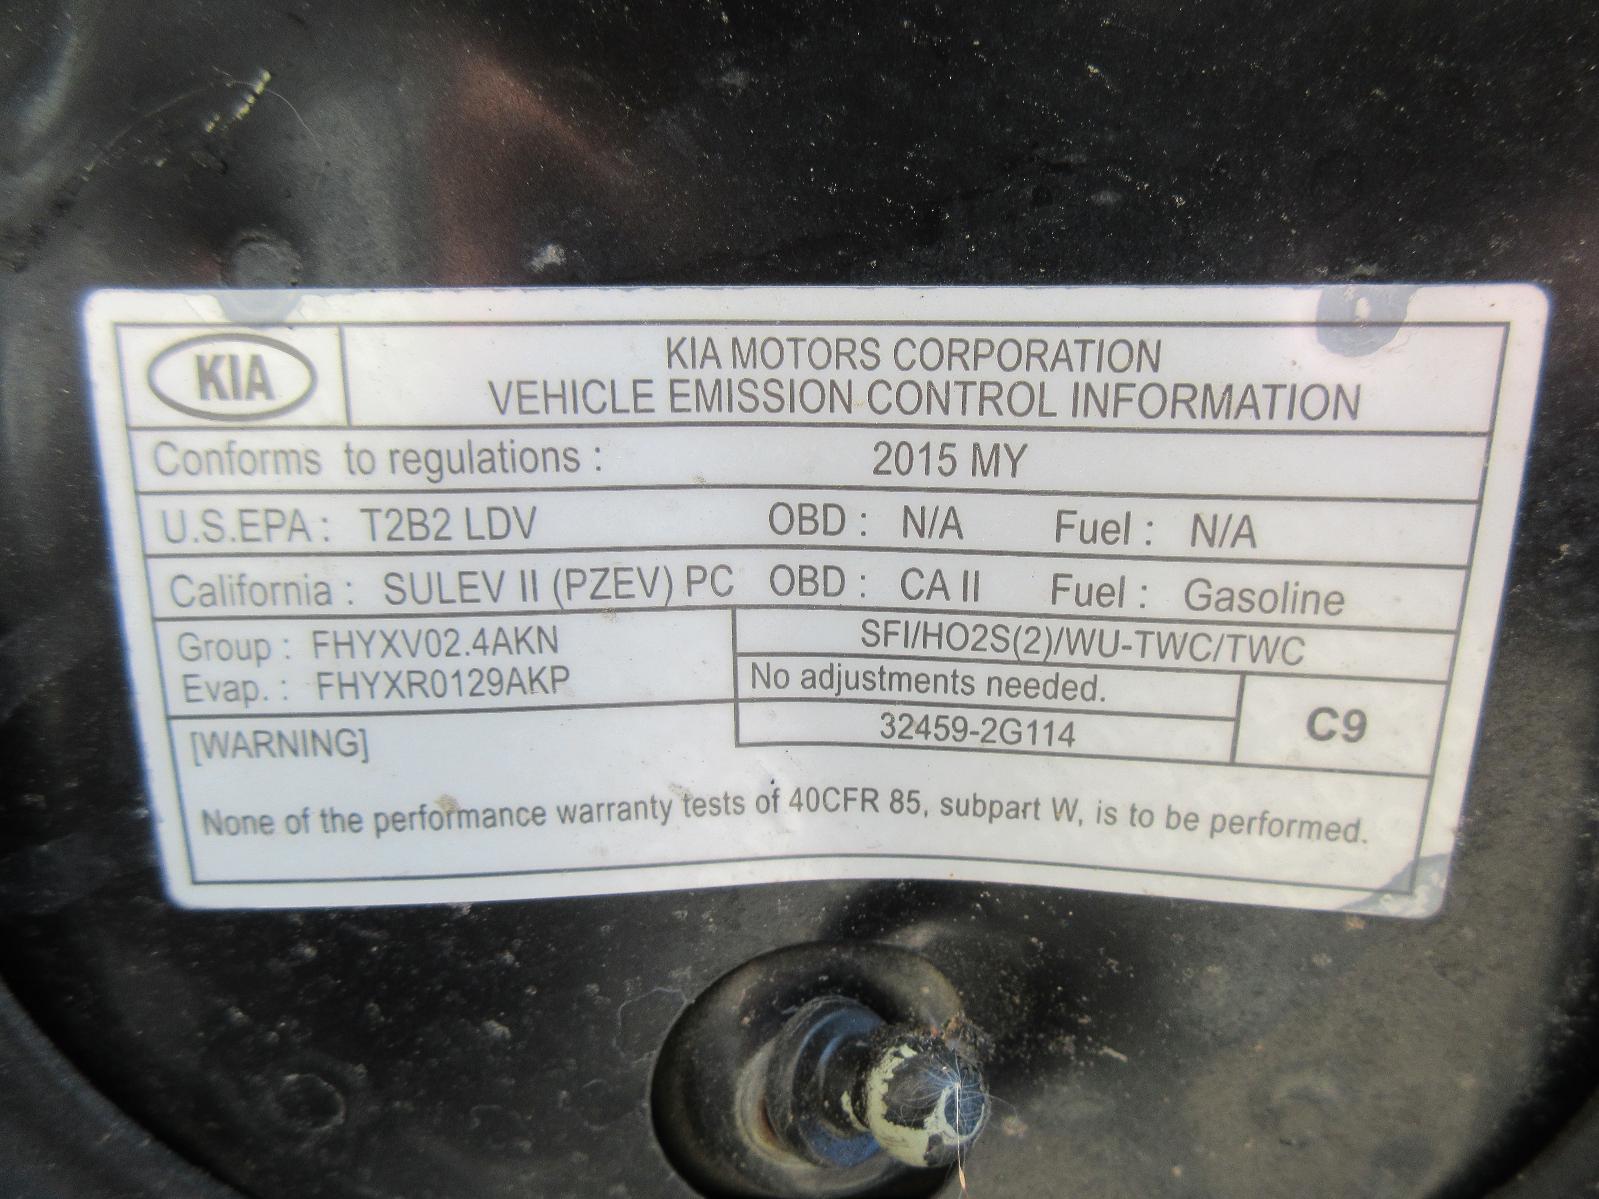 KIA
KIA MOTORS CORPORATION
VEHICLE EMISSION CONTROL INFORMATION
Conforms to regulations : 2015 MY
U.S.EPA : T2B2 LDV OBD : N/A Fuel : N/A
California : SULEV II (PZEV) PC OBD : CA II Fuel : Gasoline
Group : FHYXV02.4AKN
Evap. : FHYXR0129AKP
SFI/HO2S(2)/WU-TWC/TWC
No adjustments needed.
32459-2G114
C9
[WARNING]
None of the performance warranty tests of 40CFR 85, subpart W, is to be performed.